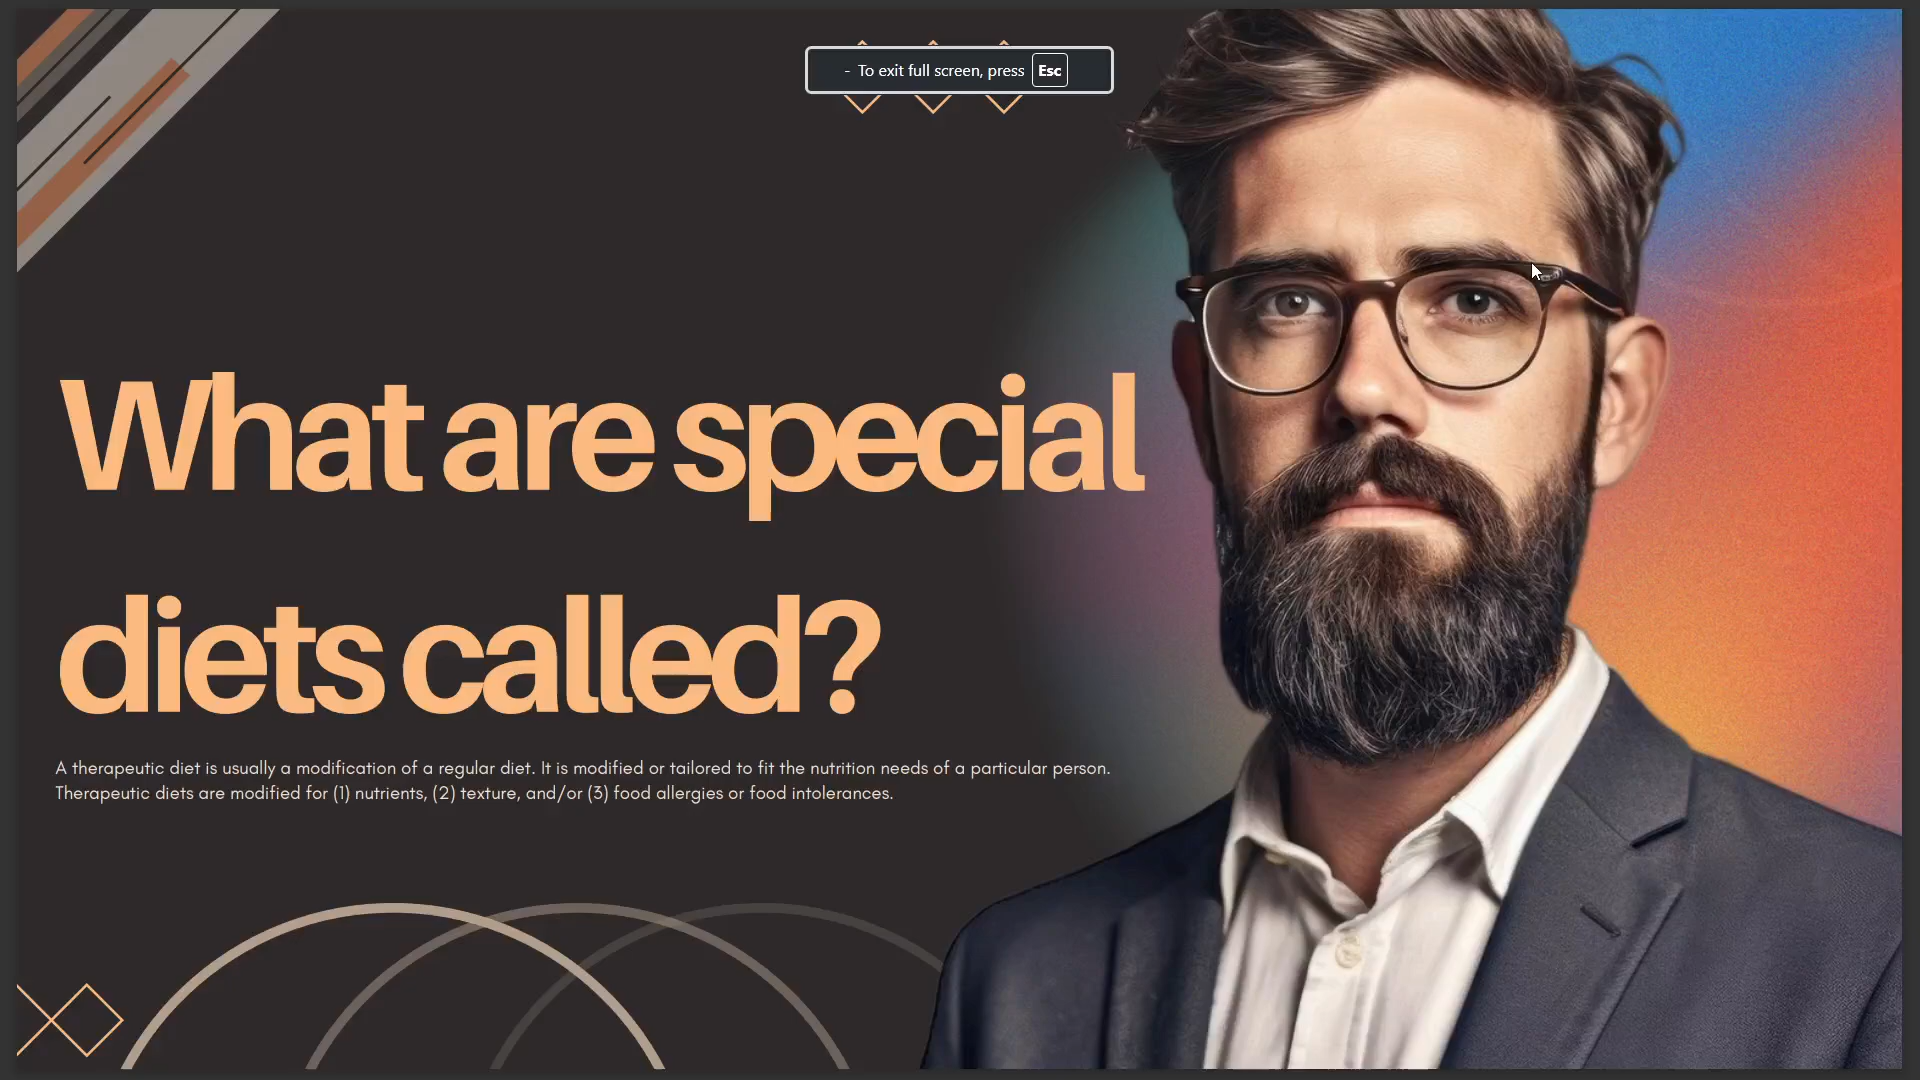 - To exit full screen, press Esc
What are special
diets called?
A therapeutic diet is usually a modification of a regular diet. It is modified or tailored to fit the nutrition needs of a particular person.
Therapeutic diets are modified for (1) nutrients, (2) texture, and/or (3) food allergies or food intolerances.